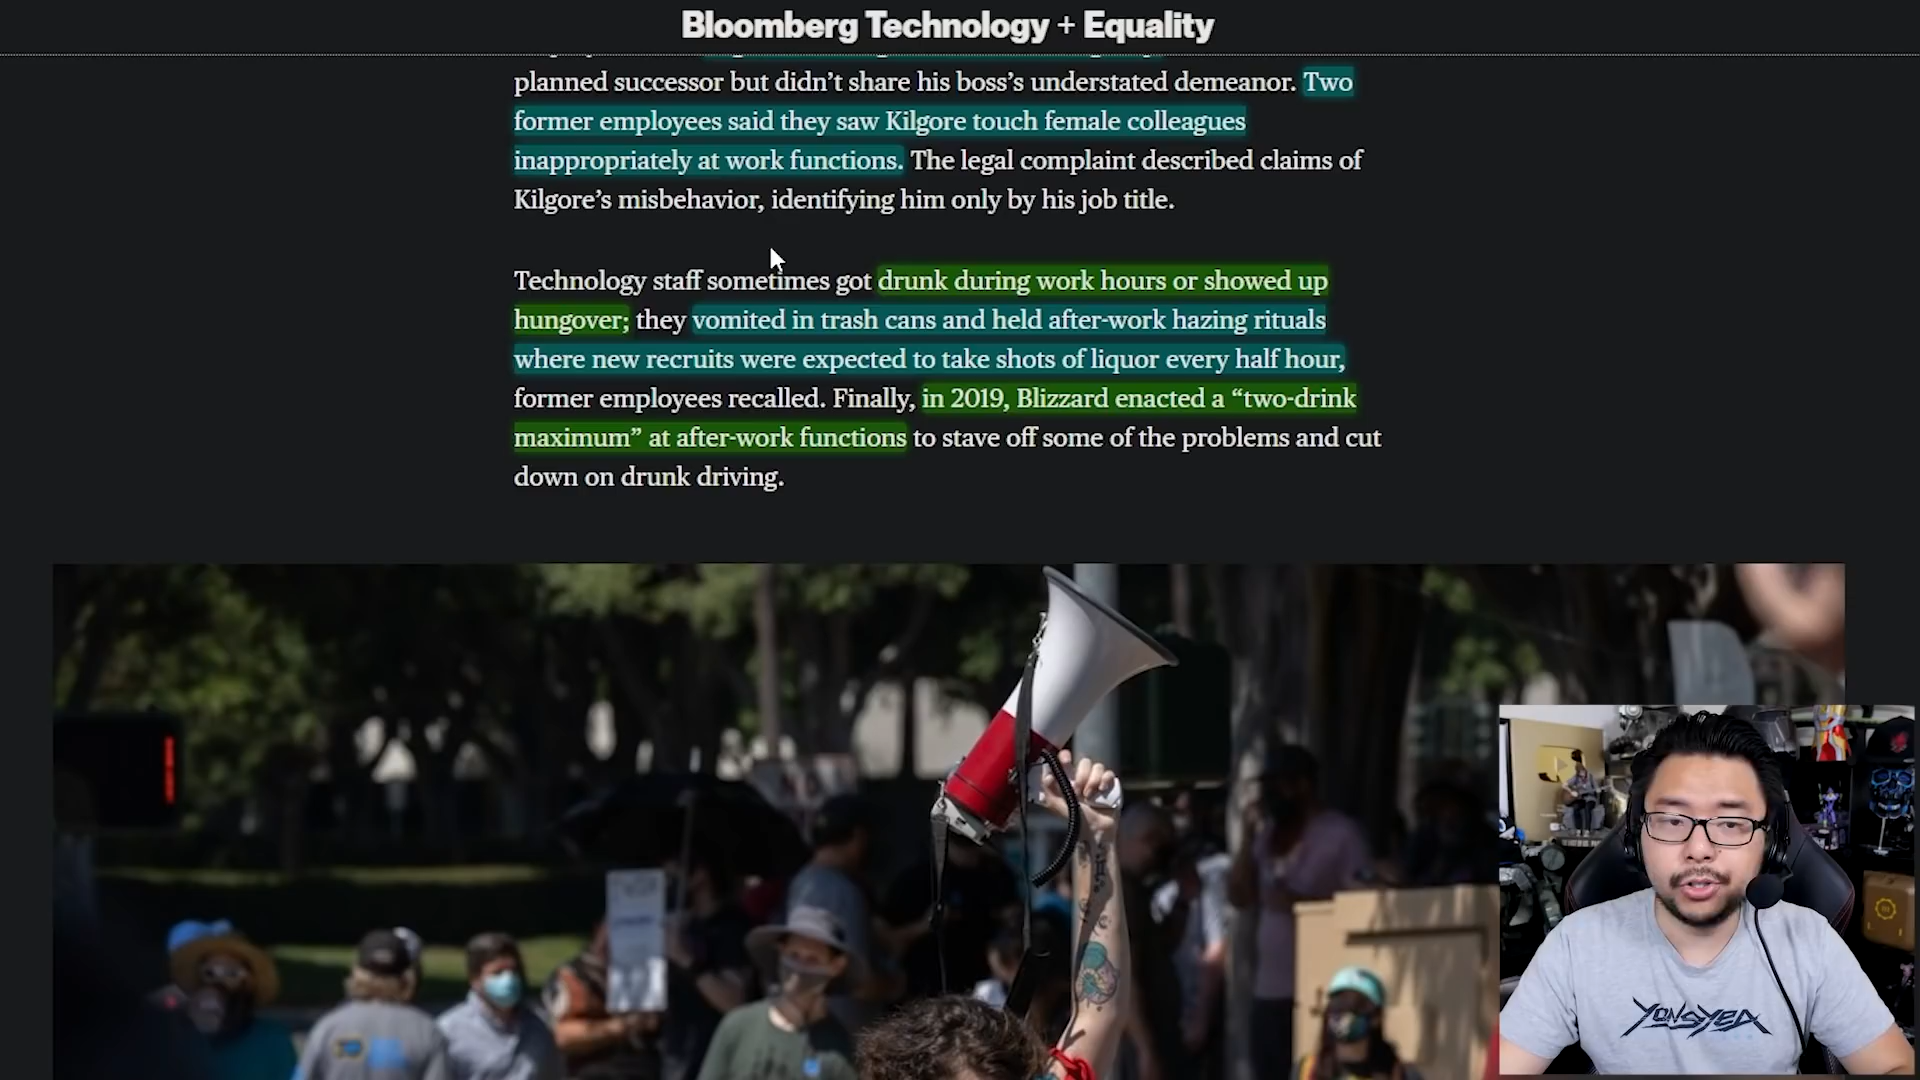 Bloomberg Technology + Equality
planned successor but didn’t share his boss’s understated demeanor. Two
former employees said they saw Kilgore touch female colleagues
inappropriately at work functions. The legal complaint described claims of
Kilgore’s misbehavior, identifying him only by his job title.
Technology staff sometimes got drunk during work hours or showed up
hungover; they vomited in trash cans and held after-work hazing rituals
where new recruits were expected to take shots of liquor every half hour,
former employees recalled. Finally, in 2019, Blizzard enacted a “two-drink
maximum” at after-work functions to stave off some of the problems and cut
down on drunk driving.
YONGYEA